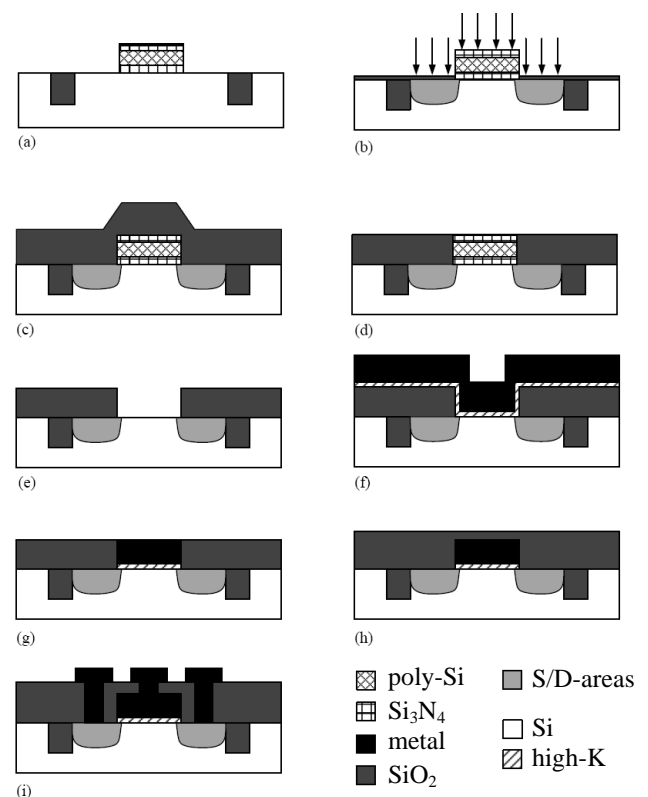 (a)
(b)
(c)
(d)
(e)
(f)
(g)
(h)
(i)
poly-Si
Si₃N₄
metal
SiO₂
S/D-areas
Si
high-K